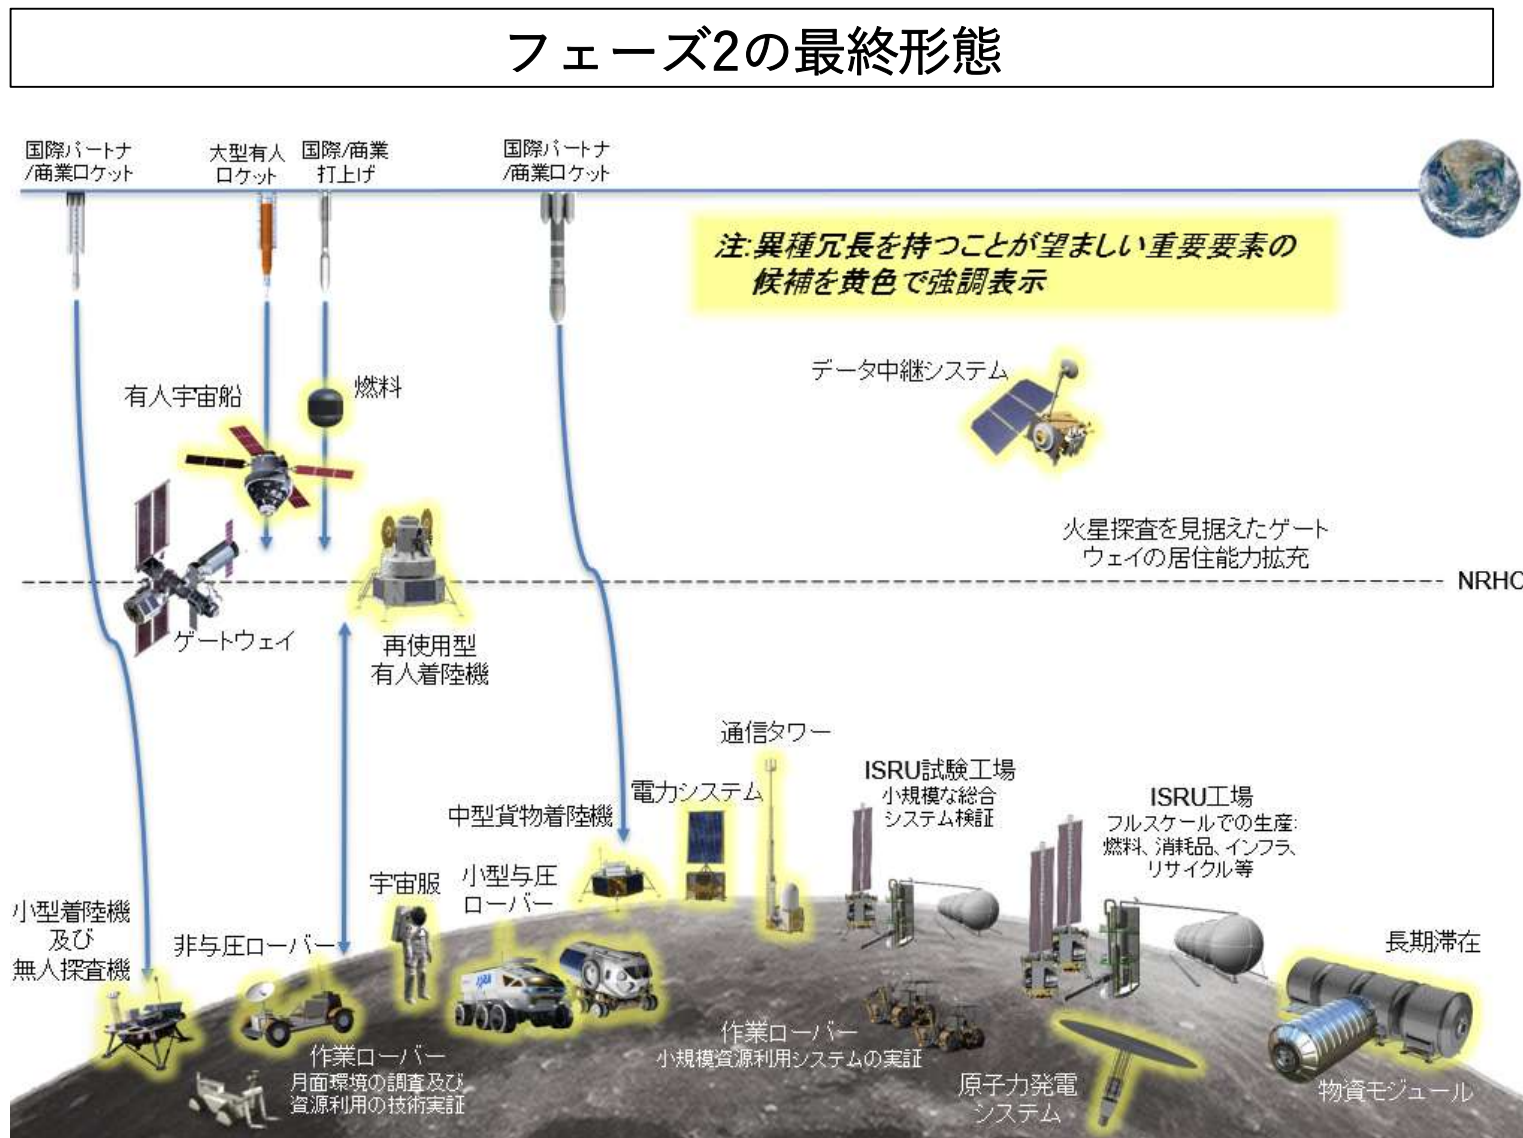 フェーズ2の最終形態
国際パートナ
/商業ロケット
大型有人
ロケット
国際/商業
打上げ
国際パートナ
/商業ロケット
注:異種冗長を持つことが望ましい重要要素の
候補を黄色で強調表示
データ中継システム
燃料
有人宇宙船
火星探査を見据えたゲート
ウェイの居住能力拡充
NRHO
ゲートウェイ
再使用型
有人着陸機
通信タワー
電力システム
ISRU試験工場
小規模な総合
システム検証
ISRU工場
フルスケールでの生産:
燃料、消耗品、インフラ、
リサイクル等
中型貨物着陸機
宇宙服
小型与圧
ローバー
小型着陸機
及び
無人探査機
非与圧ローバー
長期滞在
作業ローバー
月面環境の調査及び
資源利用の技術実証
作業ローバー
小規模資源利用システムの実証
原子力発電
システム
物資モジュール